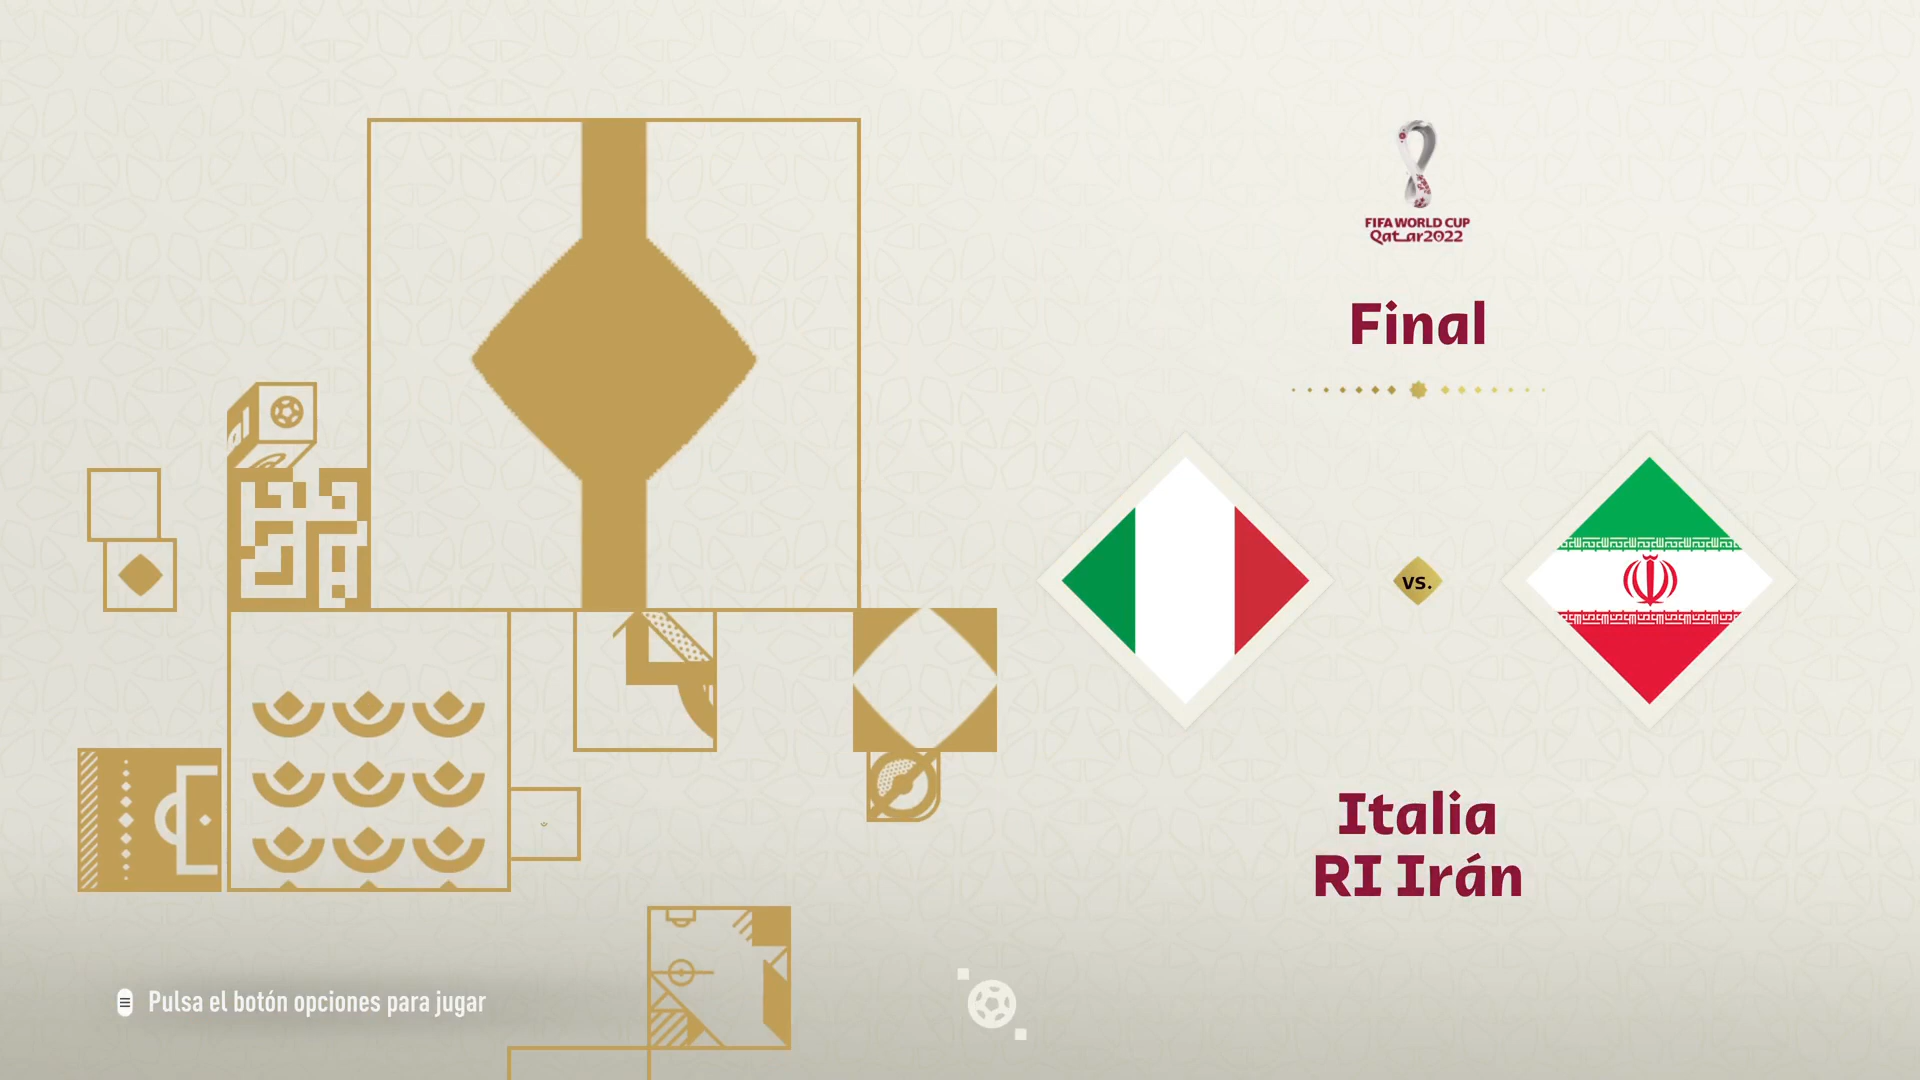 FIFA WORLD CUP
Qatar2022
Final
vs.
Italia
RI Irán
Pulsa el botón opciones para jugar